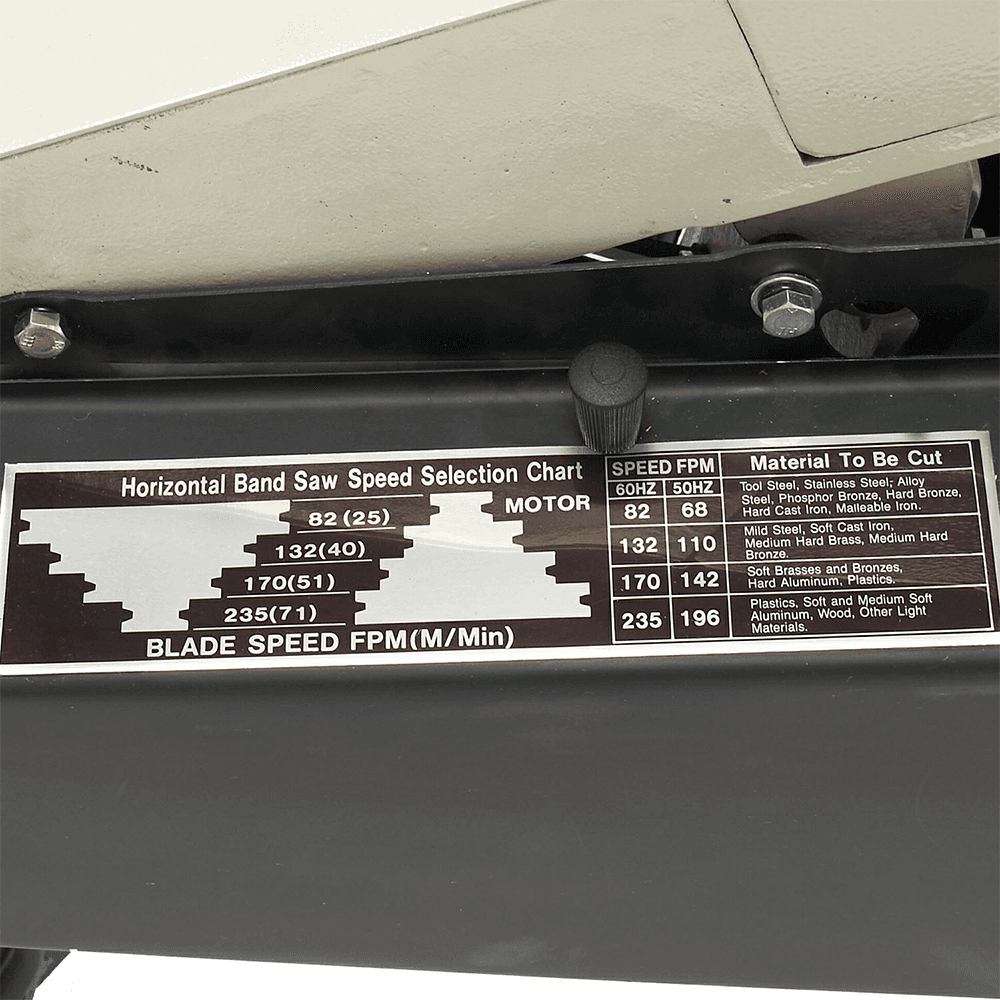 Horizontal Band Saw Speed Selection Chart
MOTOR
82 (25)
132(40)
170(51)
235(71)
BLADE SPEED FPM(M/Min)
SPEED FPM Material To Be Cut
60HZ 50HZ
82 68 Tool Steel, Stainless Steel; Alloy
Steel, Phosphor Bronze, Hard Bronze,
Hard Cast Iron, Malleable Iron.
132 110 Mild Steel, Soft Cast Iron,
Medium Hard Brass, Medium Hard
Bronze.
170 142 Soft Brasses and Bronzes,
Hard Aluminum, Plastics.
235 196 Plastics, Soft and Medium Soft
Aluminum, Wood, Other Light
Materials.